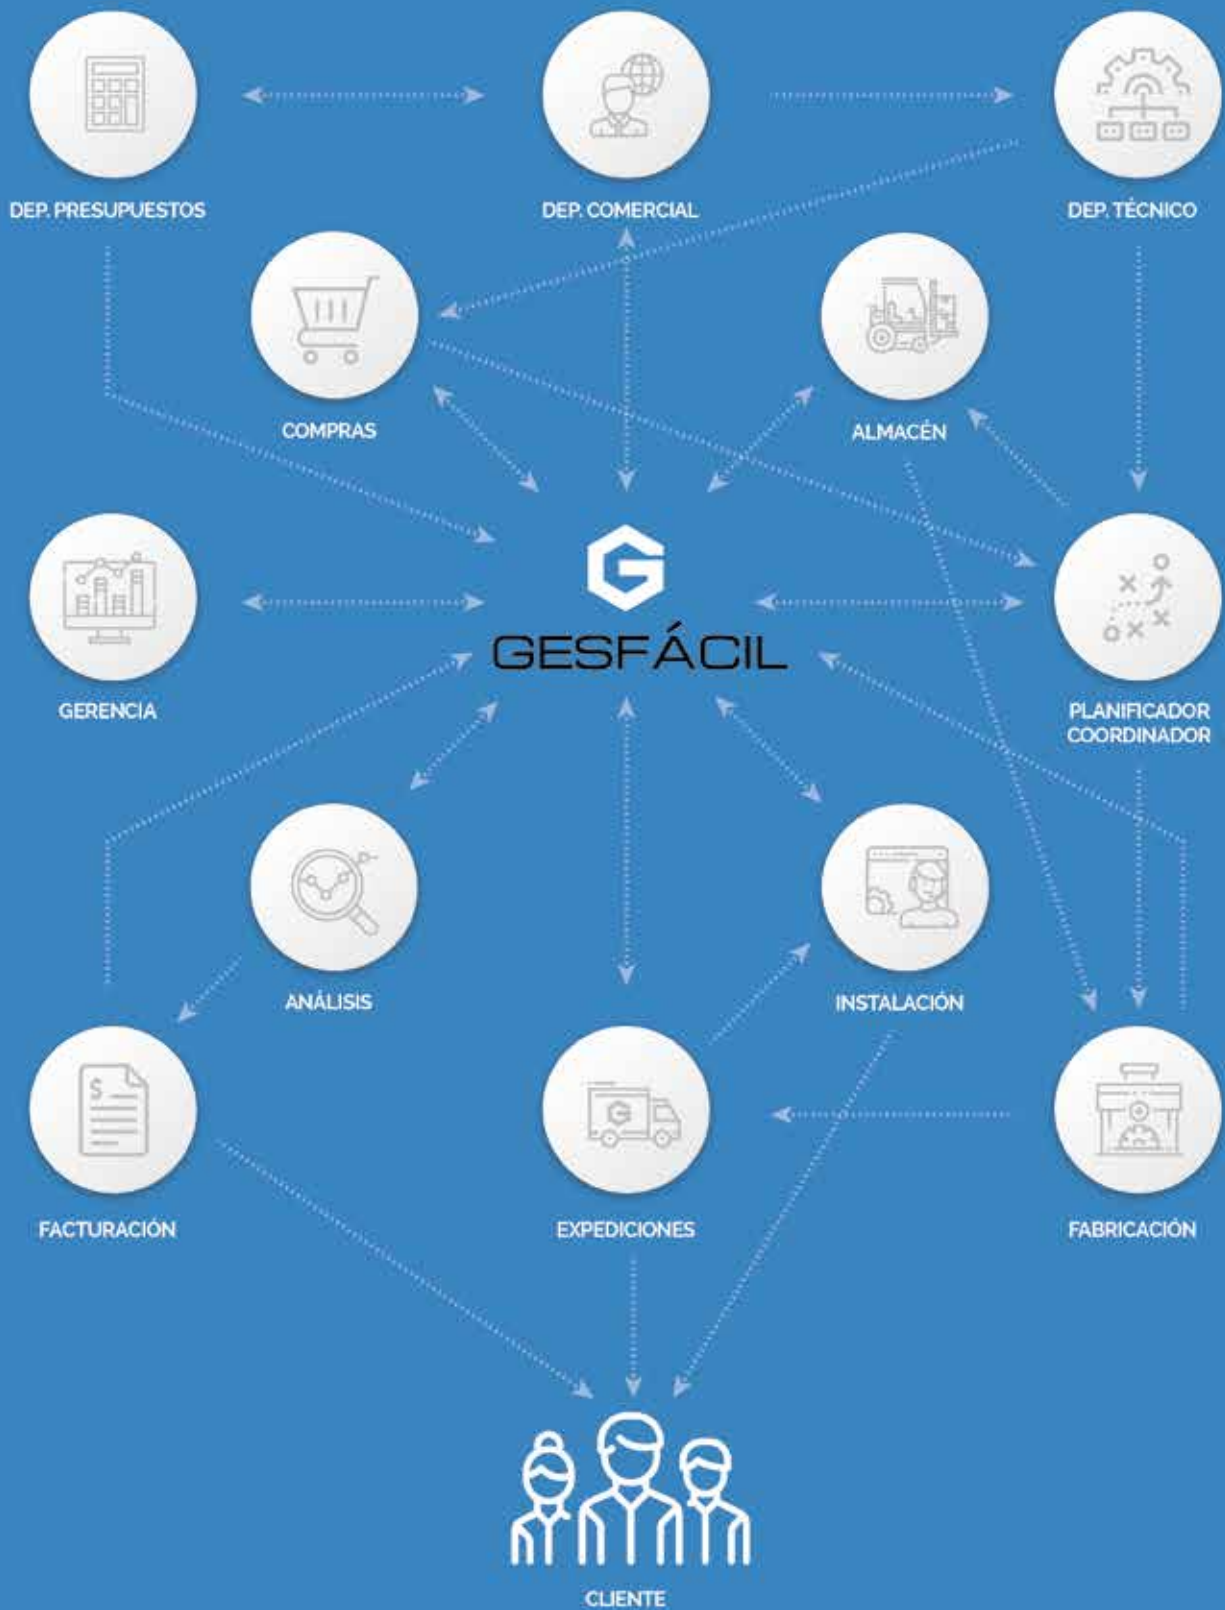 DEP. PRESUPUESTOS
DEP. COMERCIAL
DEP. TÉCNICO
COMPRAS
ALMACÉN
G
GESFÁCIL
GERENCIA
PLANIFICADOR
COORDINADOR
ANÁLISIS
INSTALACIÓN
$
G
FACTURACIÓN
EXPEDICIONES
FABRICACIÓN
CLIENTE